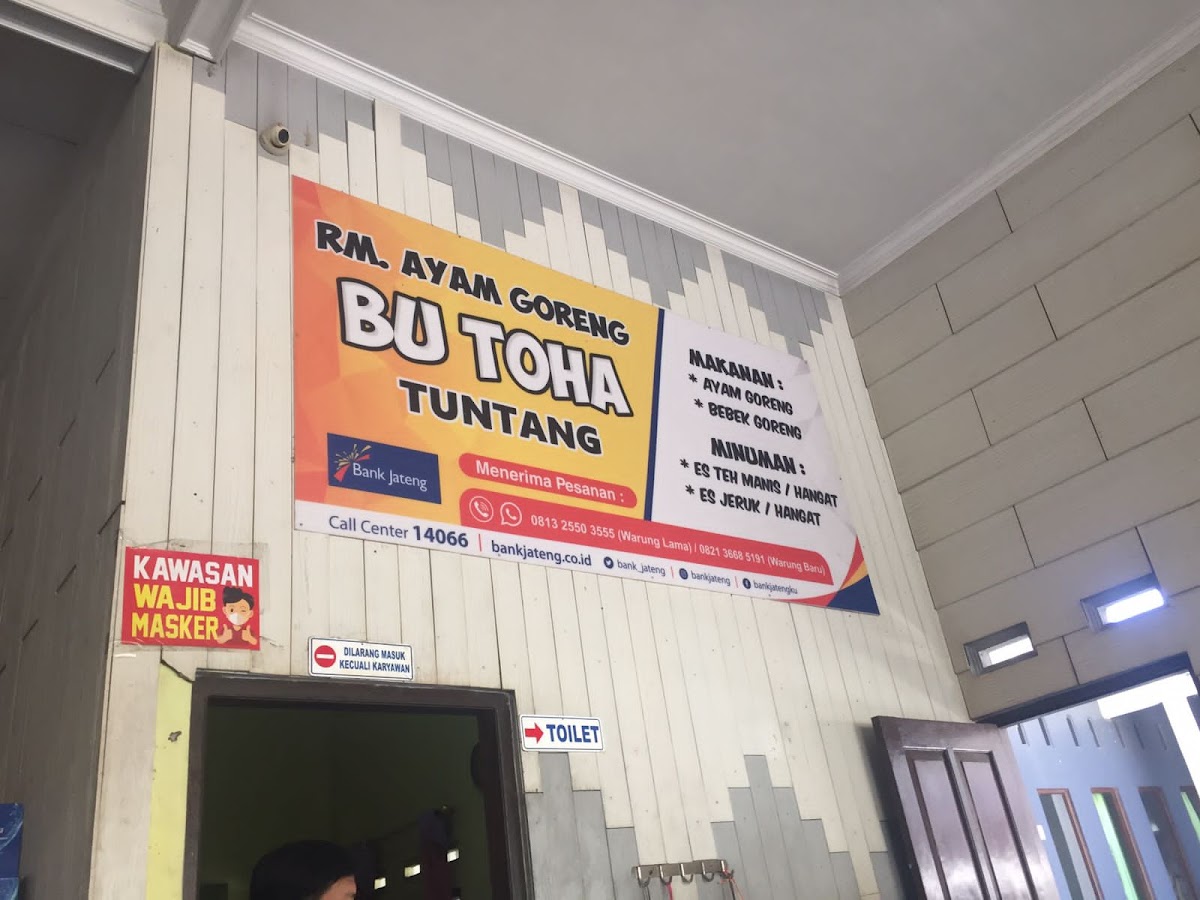 RM. AYAM GORENG
BU TOHA
TUNTANG
Bank Jateng
Menerima Pesanan :
0813 2550 3555 (Warung Lama) / 0821 3668 5191 (Warung Baru)
Call Center 14066 | bankjateng.co.id bank_jateng | bankjateng | bankjatengku
MAKANAN :
* AYAM GORENG
* BEBEK GORENG
MINUMAN :
* ES TEH MANIS / HANGAT
* ES JERUK / HANGAT
KAWASAN
WAJIB
MASKER
DILARANG MASUK
KECUALI KARYAWAN
TOILET